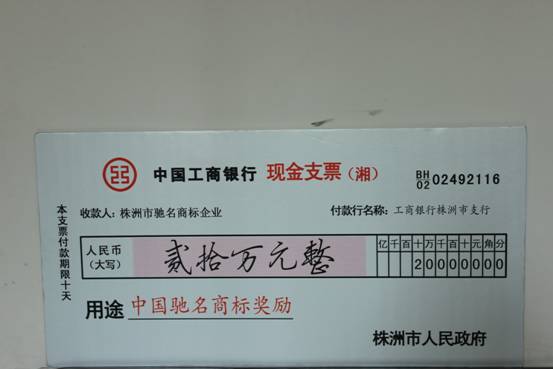 中国工商银行 现金支票（湘） BH 02 02492116
收款人：株洲市驰名商标企业 付款行名称：工商银行株洲市支行
本支票付款期限十天
人民币（大写） 贰拾万元整 亿千百十万千百十元角分
20000000
用途 中国驰名商标奖励
株洲市人民政府